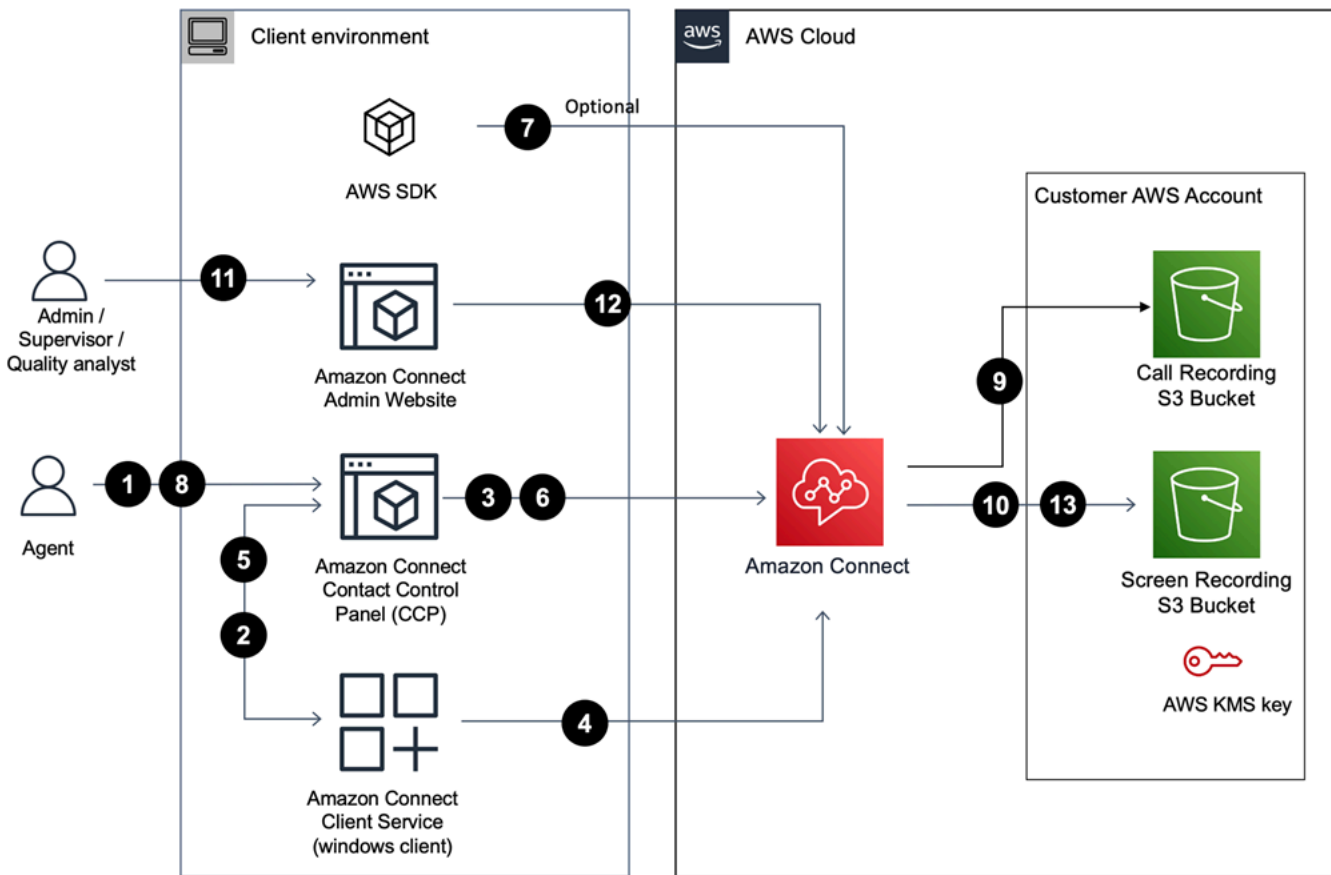 Client environment
aws
AWS Cloud
Optional
7
AWS SDK
Customer AWS Account
11
12
Admin /
Supervisor /
Quality analyst
Amazon Connect
Admin Website
9
Call Recording
S3 Bucket
1
8
3
6
10
13
Agent
5
Amazon Connect
Contact Control
Panel (CCP)
Amazon Connect
Screen Recording
S3 Bucket
2
AWS KMS key
4
Amazon Connect
Client Service
(windows client)